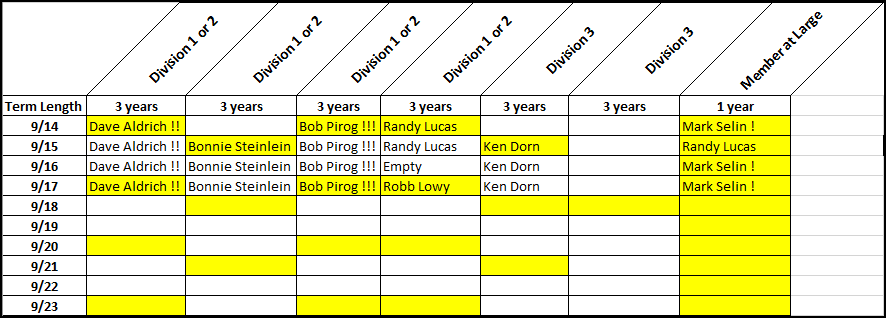 Division 1 or 2 Division 1 or 2 Division 1 or 2 Division 1 or 2 Division 3 Division 3 Member at Large
Term Length 3 years 3 years 3 years 3 years 3 years 3 years 1 year
9/14 Dave Aldrich !! Bob Pirog !!! Randy Lucas Mark Selin !
9/15 Dave Aldrich !! Bonnie Steinlein Bob Pirog !!! Randy Lucas Ken Dorn Randy Lucas
9/16 Dave Aldrich !! Bonnie Steinlein Bob Pirog !!! Empty Ken Dorn Mark Selin !
9/17 Dave Aldrich !! Bonnie Steinlein Bob Pirog !!! Robb Lowy Ken Dorn Mark Selin !
9/18
9/19
9/20
9/21
9/22
9/23